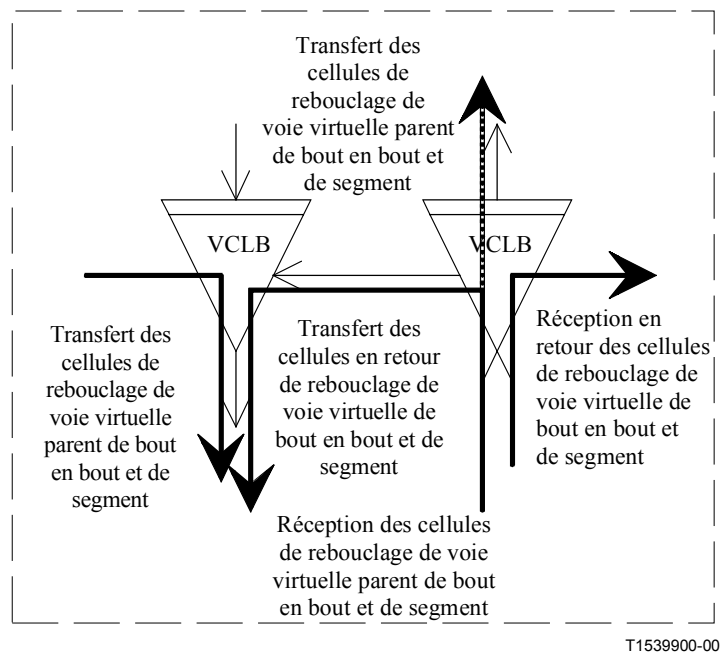 Transfert des
cellules de
rebouclage de
voie virtuelle parent
de bout en bout et
de segment
VCLB
VCLB
Transfert des
cellules de
rebouclage de
voie virtuelle
parent de bout
en bout et de
segment
Transfert des
cellules en retour
de rebouclage de
voie virtuelle de
bout en bout et de
segment
Réception en
retour des cellules
de rebouclage de
voie virtuelle de
bout en bout et
de segment
Réception des cellules
de rebouclage de voie
virtuelle parent de bout
en bout et de segment
T1539900-00